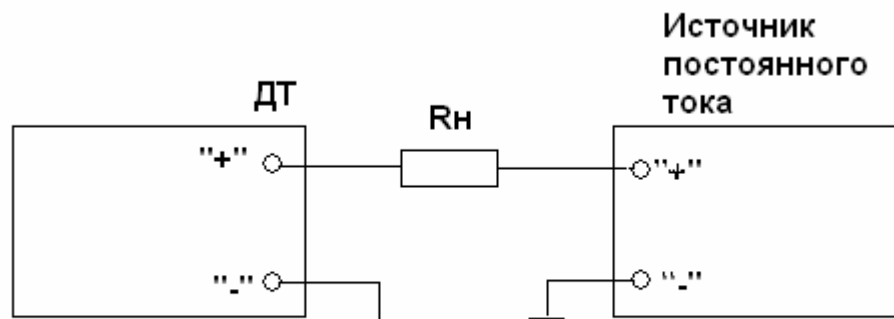 Источник
постоянного
тока
ДТ
Rн
"+"
"+"
"-"
"-"